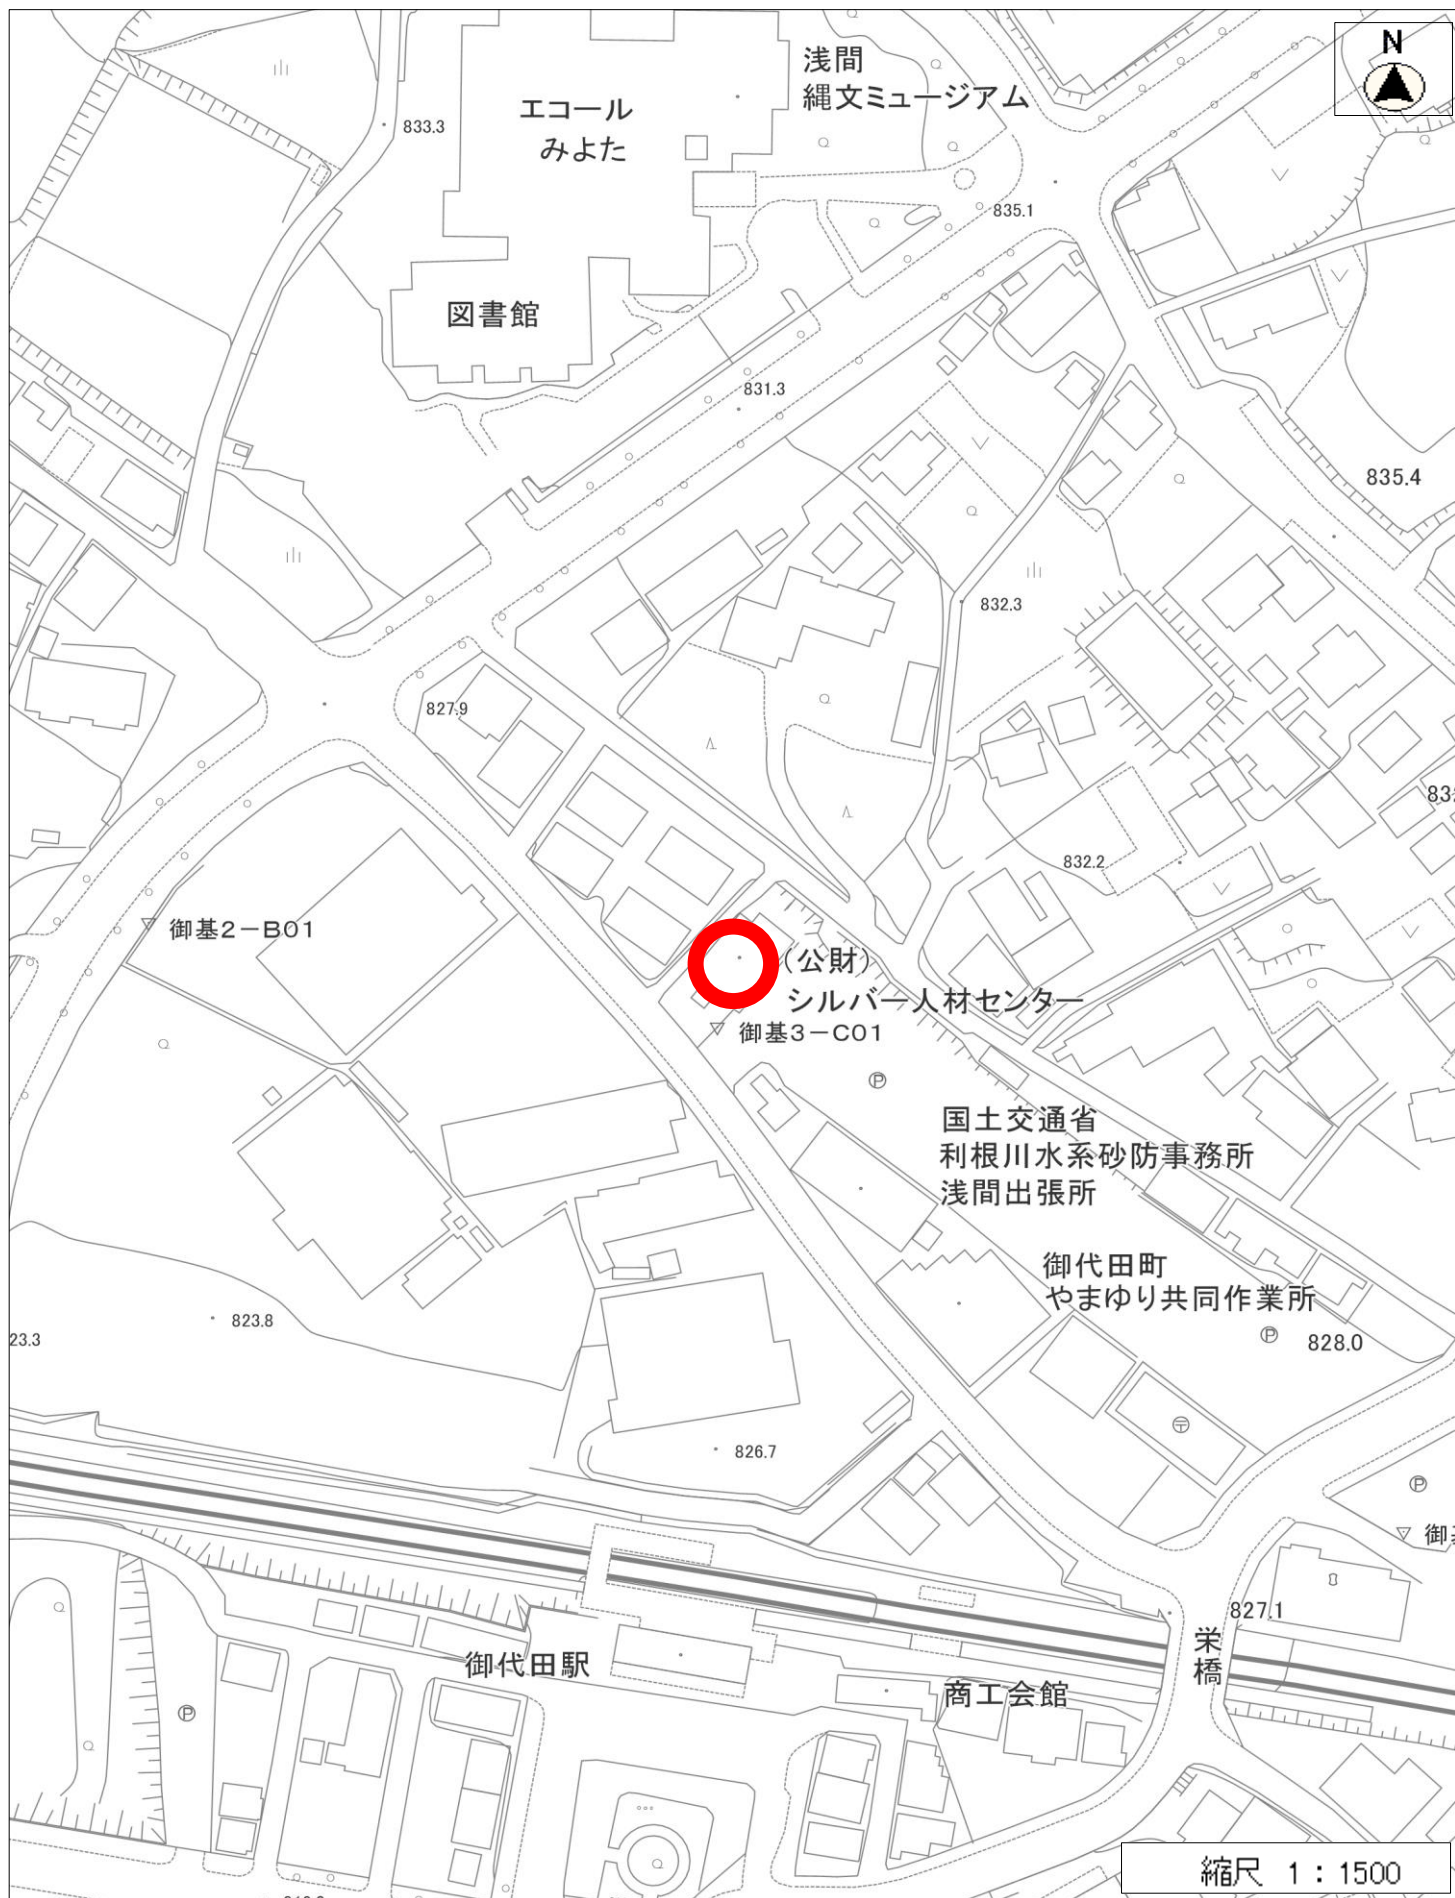 N
浅間
縄文ミュージアム
エコール
みよた
833.3
835.1
図書館
831.3
835.4
832.3
827.9
83
832.2
御基2-B01
(公財)
シルバー人材センター
御基3-C01
Ⓟ
国土交通省
利根川水系砂防事務所
浅間出張所
御代田町
やまゆり共同作業所
823.8
23.3
Ⓟ
828.0
826.7
Ⓟ
御
827.1
栄橋
御代田駅
商工会館
Ⓟ
縮尺 1:1500